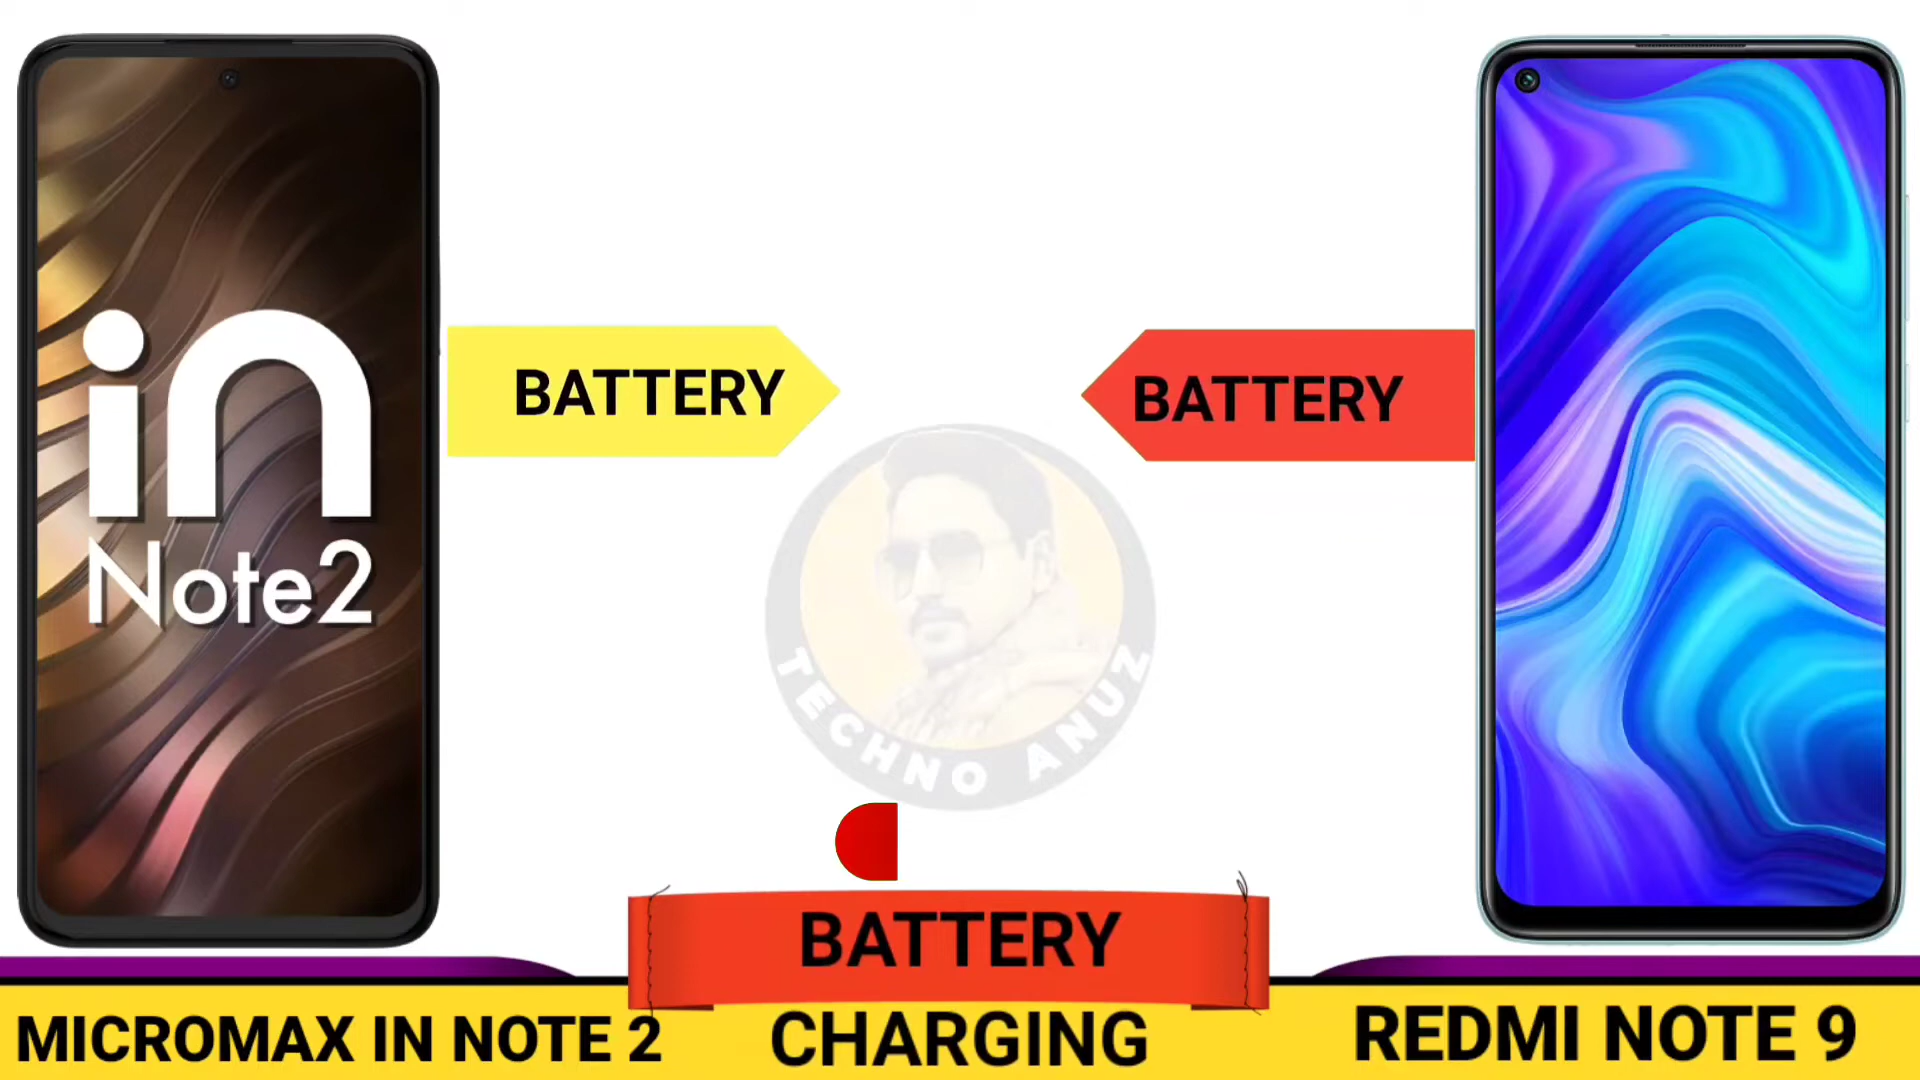 in
Note2
BATTERY
BATTERY
TECHNO ANUZ
BATTERY
CHARGING
MICROMAX IN NOTE 2
REDMI NOTE 9